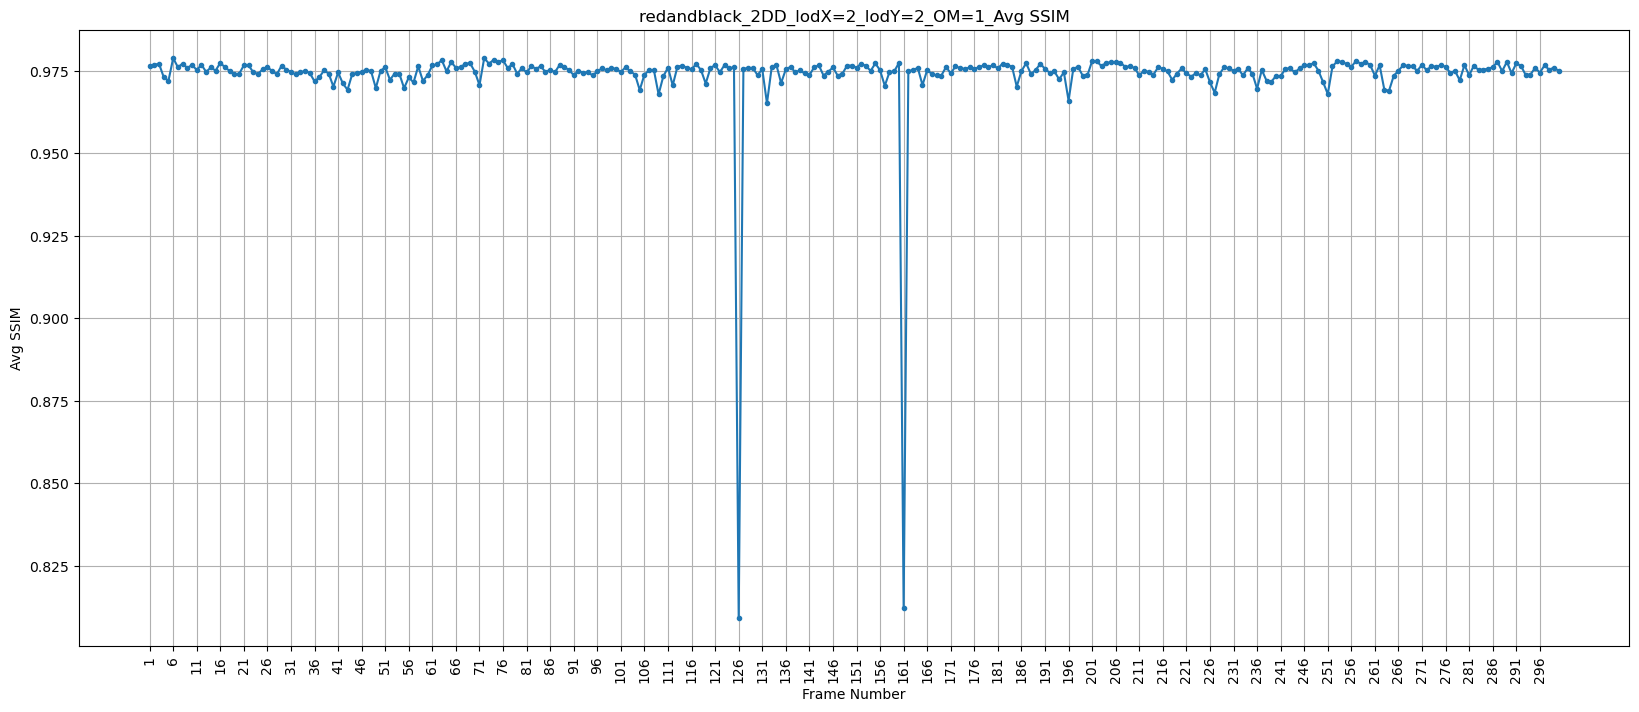 redandblack_2DD_lodX=2_lodY=2_OM=1_Avg SSIM
Avg SSIM
0.975
0.950
0.925
0.900
0.875
0.850
0.825
1 6 11 16 21 26 31 36 41 46 51 56 61 66 71 76 81 86 91 96 101 106 111 116 121 126 131 136 141 146 151 156 161 166 171 176 181 186 191 196 201 206 211 216 221 226 231 236 241 246 251 256 261 266 271 276 281 286 291 296
Frame Number